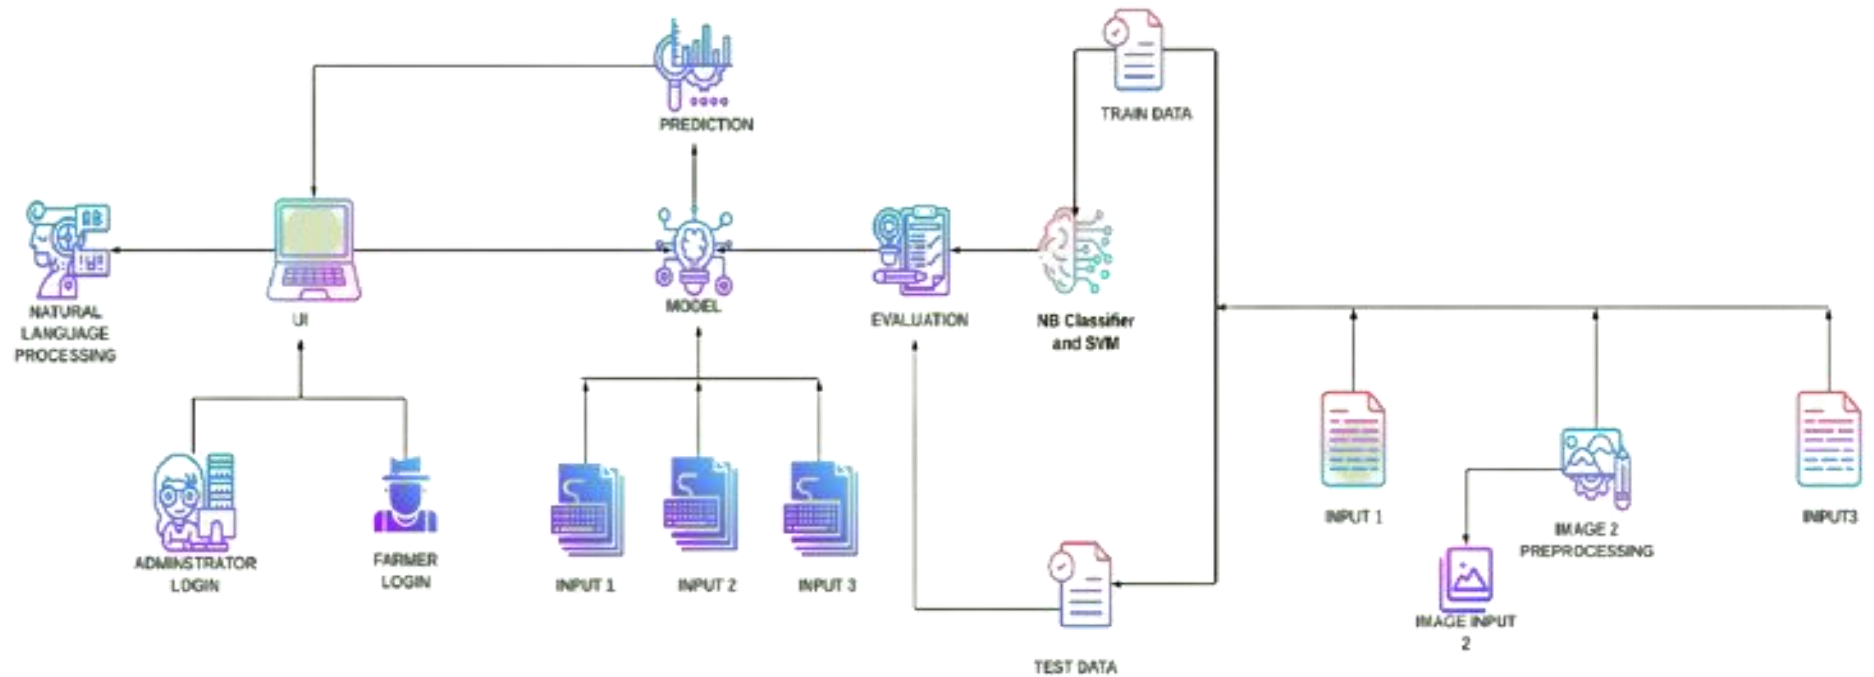 TRAIN DATA
PREDICTION
NATURAL
LANGUAGE
PROCESSING
UI
MODEL
EVALUATION
NB Classifier
and SVM
ADMINSTRATOR
LOGIN
FARMER
LOGIN
INPUT 1
INPUT 2
INPUT 3
INPUT 1
IMAGE 2
PREPROCESSING
INPUT3
IMAGE INPUT
2
TEST DATA